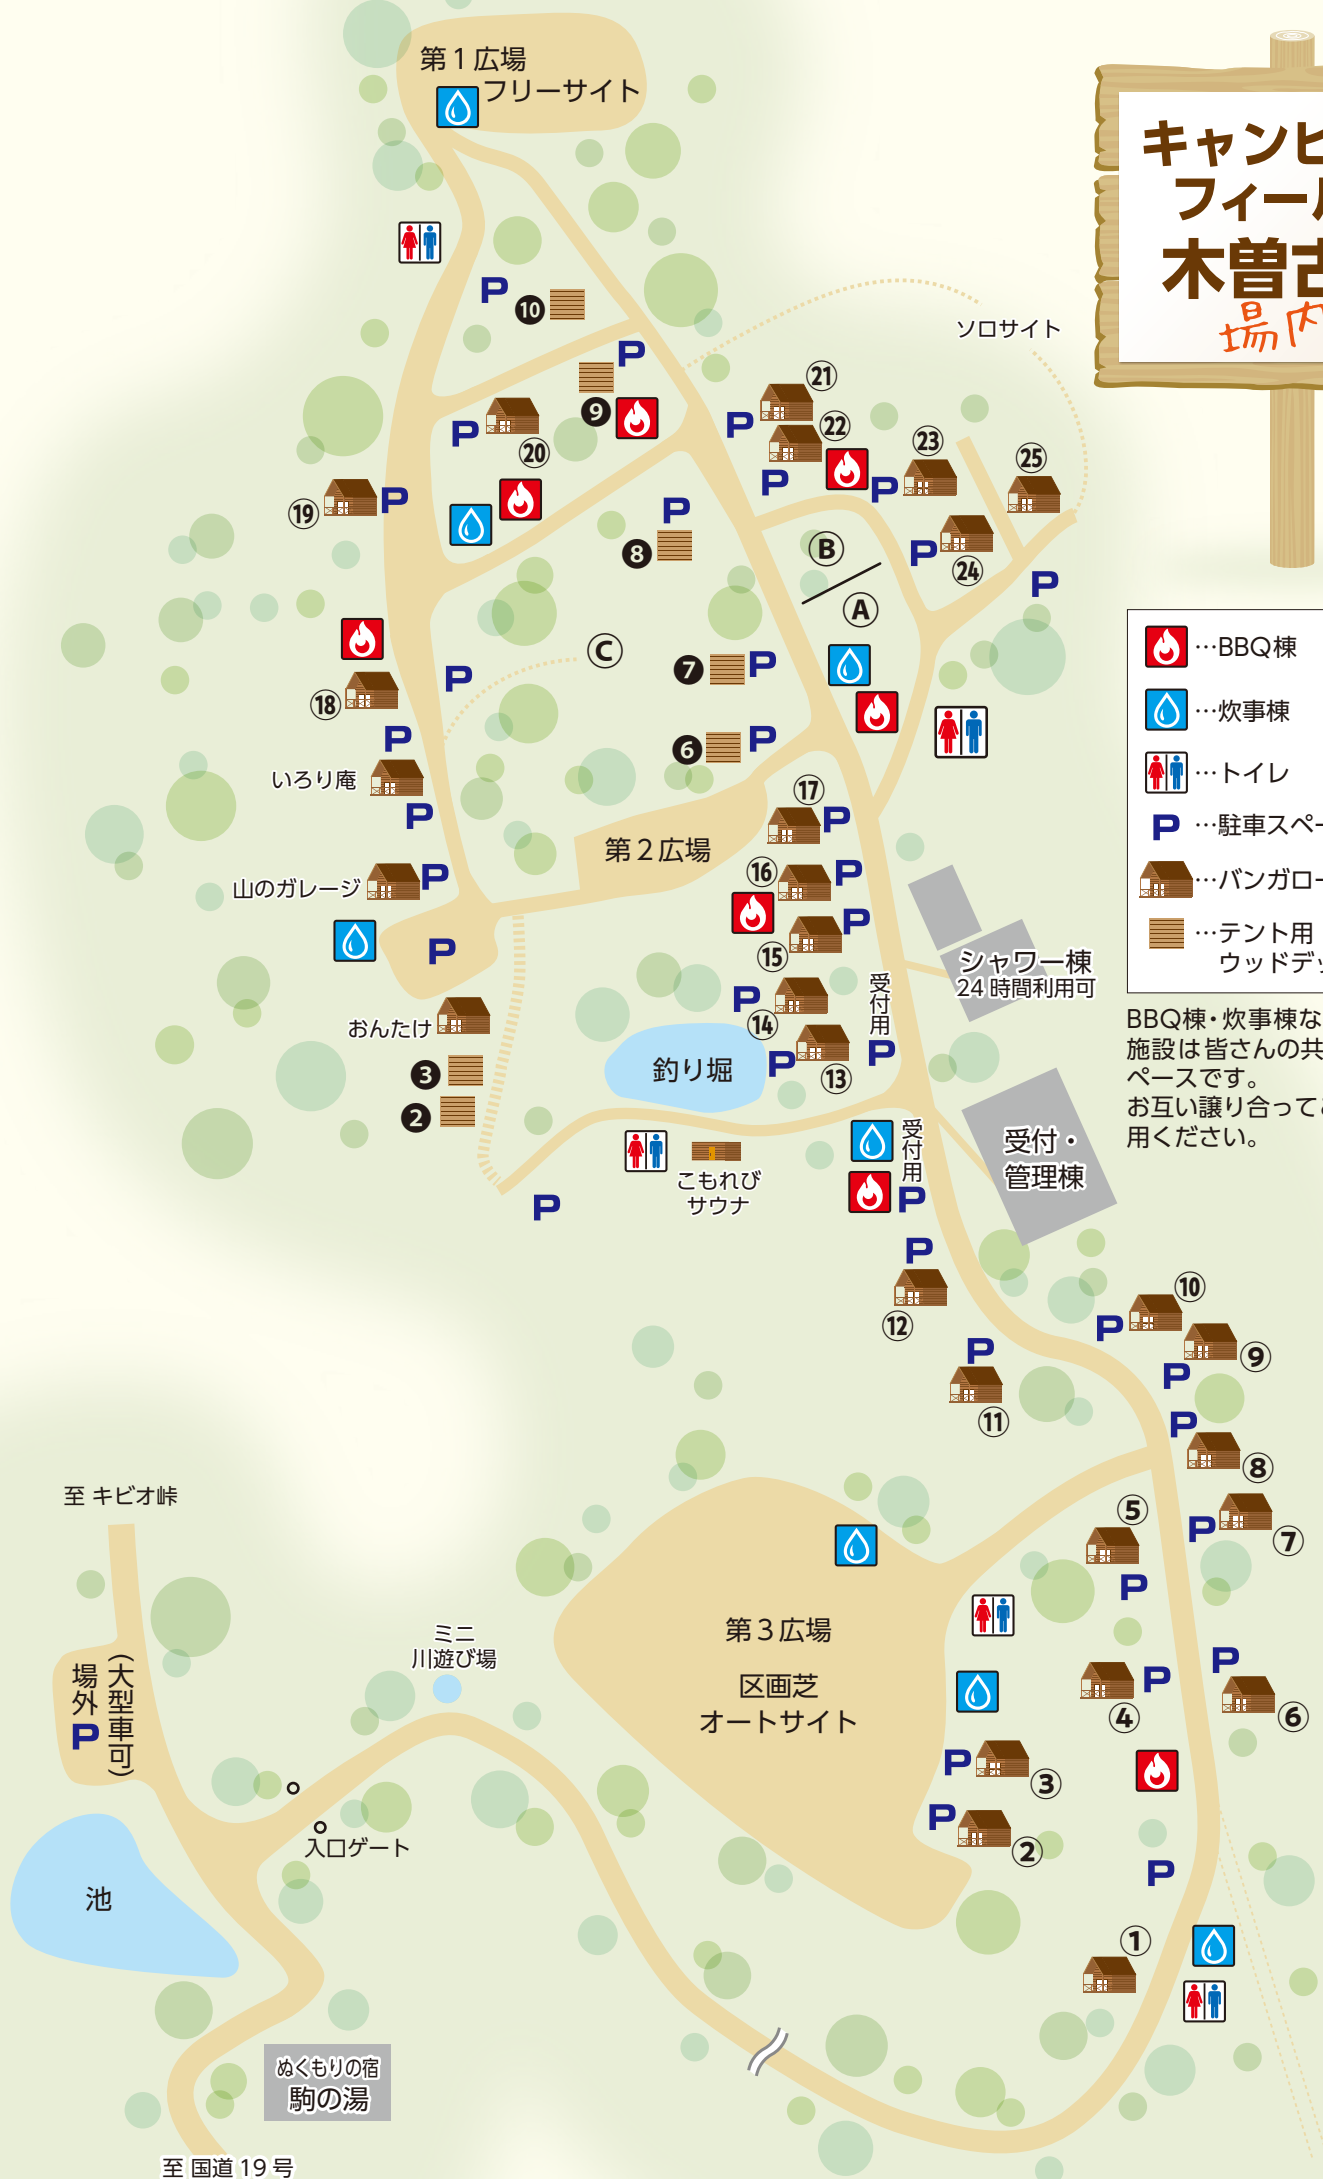 第1広場
フリーサイト
キャンピ
フィール
木曽古
場内
ソロサイト
P
❿
P
❾
⑳
P
㉑
㉒
P
P
㉓
P
㉕
⑲
P
P
❽
Ⓑ
Ⓐ
P
㉔
P
…BBQ棟
…炊事棟
…トイレ
P …駐車スペー
…バンガロー
…テント用
ウッドデッ
BBQ棟・炊事棟な
施設は皆さんの共
ペースです。
お互い譲り合ってご
用ください。
Ⓒ
❼
P
⑱
P
❻
P
P
いろり庵
P
⑰
P
第2広場
山のガレージ
P
⑯
P
P
⑮
P
シャワー棟
24時間利用可
受付用
P
おんたけ
P
⑭
釣り堀
P
⑬
❸
❷
受付・
管理棟
受付用
P
こもれび
サウナ
P
P
⑫
⑩
P
⑨
P
P
⑪
P
⑧
至 キビオ峠
⑤
P
⑦
P
第3広場
区画芝
オートサイト
ミニ
川遊び場
(大型車可)
場外
P
P
④
P
⑥
P
③
P
②
入口ゲート
P
池
①
ぬくもりの宿
駒の湯
至 国道19号